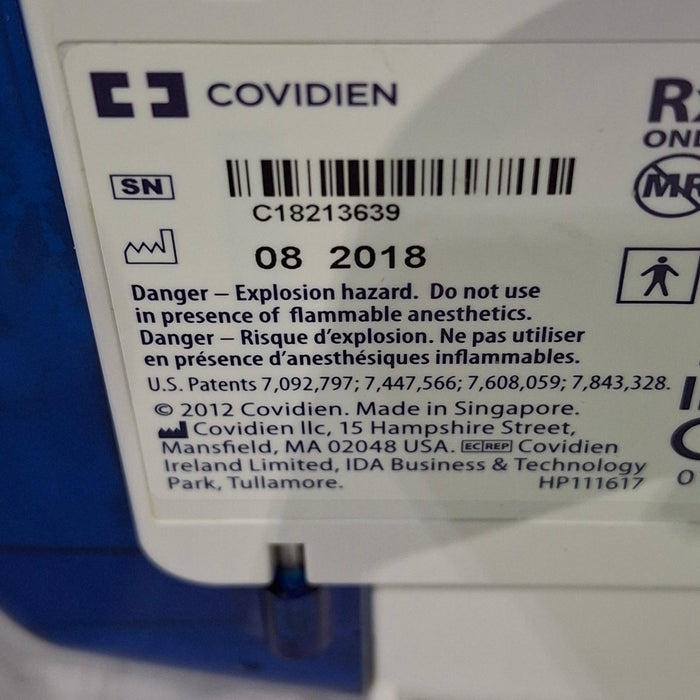 COVIDIEN
Rx
ONLY
SN
C18213639
MR
08 2018
Danger – Explosion hazard. Do not use
in presence of flammable anesthetics.
Danger – Risque d'explosion. Ne pas utiliser
en présence d'anesthésiques inflammables.
U.S. Patents 7,092,797; 7,447,566; 7,608,059; 7,843,328.
© 2012 Covidien. Made in Singapore.
Covidien llc, 15 Hampshire Street,
Mansfield, MA 02048 USA. EC REP Covidien
Ireland Limited, IDA Business & Technology
Park, Tullamore. HP111617